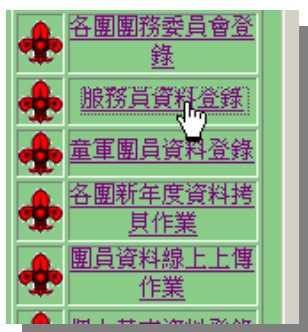 各團團務委員會登
錄
服務員資料登錄
童軍團員資料登錄
各團新年度資料拷
貝作業
團員資料線上上傳
作業